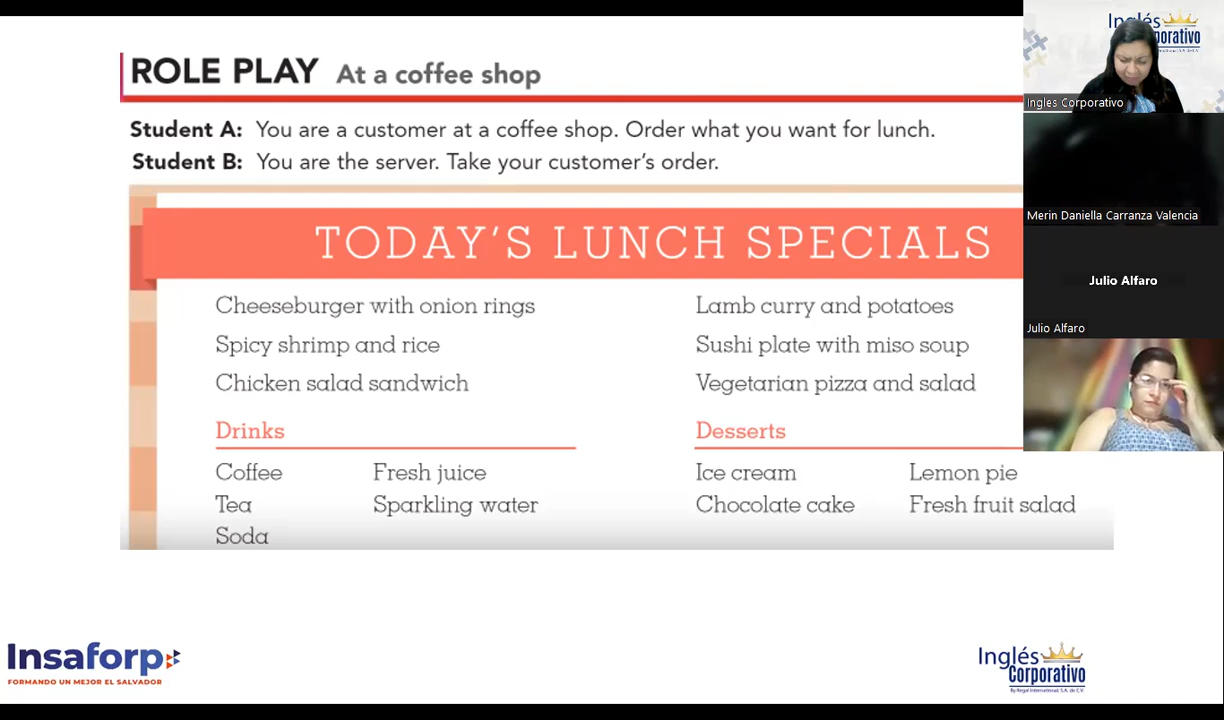 ROLE PLAY At a coffee shop
Student A: You are a customer at a coffee shop. Order what you want for lunch.
Student B: You are the server. Take your customer's order.
TODAY'S LUNCH SPECIALS
Cheeseburger with onion rings
Spicy shrimp and rice
Chicken salad sandwich
Lamb curry and potatoes
Sushi plate with miso soup
Vegetarian pizza and salad
Drinks
Coffee Fresh juice
Tea Sparkling water
Soda
Desserts
Ice cream Lemon pie
Chocolate cake Fresh fruit salad
Insaforp
FORMANDO UN MEJOR EL SALVADOR
Inglés
Corporativo
By Regal International, S.A. de C.V.
Inglés
Ingles Corporativo
Merin Daniella Carranza Valencia
Julio Alfaro
Julio Alfaro